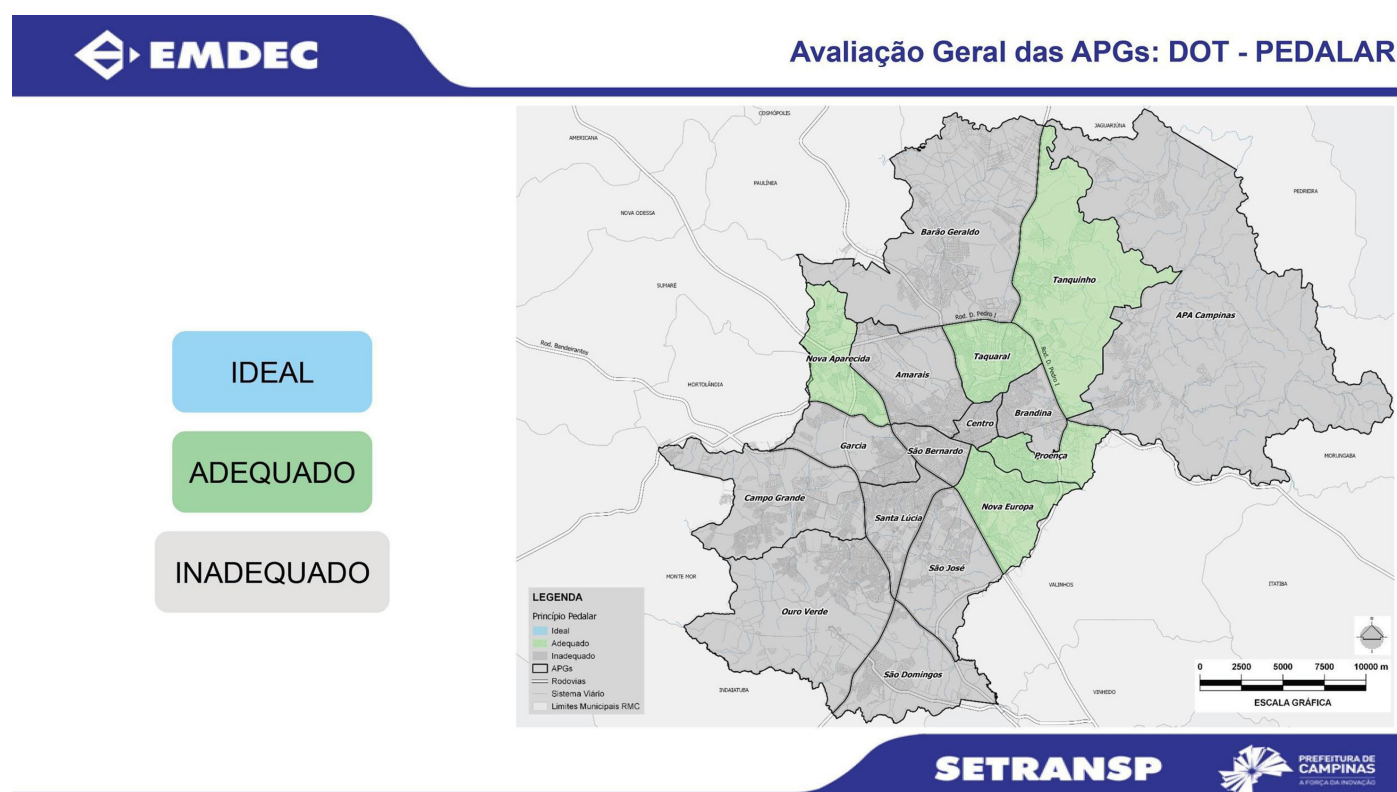 EMDEC
Avaliação Geral das APGs: DOT - PEDALAR
IDEAL
ADEQUADO
INADEQUADO
COSMÓPOLIS
AMERICANA
JAGUARIÚNA
PAULÍNEA
PEDREIRA
NOVA ODESSA
Barão Geraldo
Tanquinho
SUMARÉ
Rod. D. Pedro I
APA Campinas
Rod. Bandeirantes
Nova Aparecida
Taquaral
Rod. D. Pedro I
Amarais
HORTOLÂNDIA
Brandina
Centro
Garcia
São Bernardo
Proença
MORUNGABA
Campo Grande
Nova Europa
Santa Lúcia
São José
MONTE MOR
VALINHOS
ITATIBA
Ouro Verde
São Domingos
INDAIATUBA
VINHEDO
LEGENDA
Princípio Pedalar
Ideal
Adequado
Inadequado
APGs
Rodovias
Sistema Viário
Limites Municipais RMC
0 2500 5000 7500 10000 m
ESCALA GRÁFICA
SETRANSP
PREFEITURA DE
CAMPINAS
A FORÇA DA INOVAÇÃO